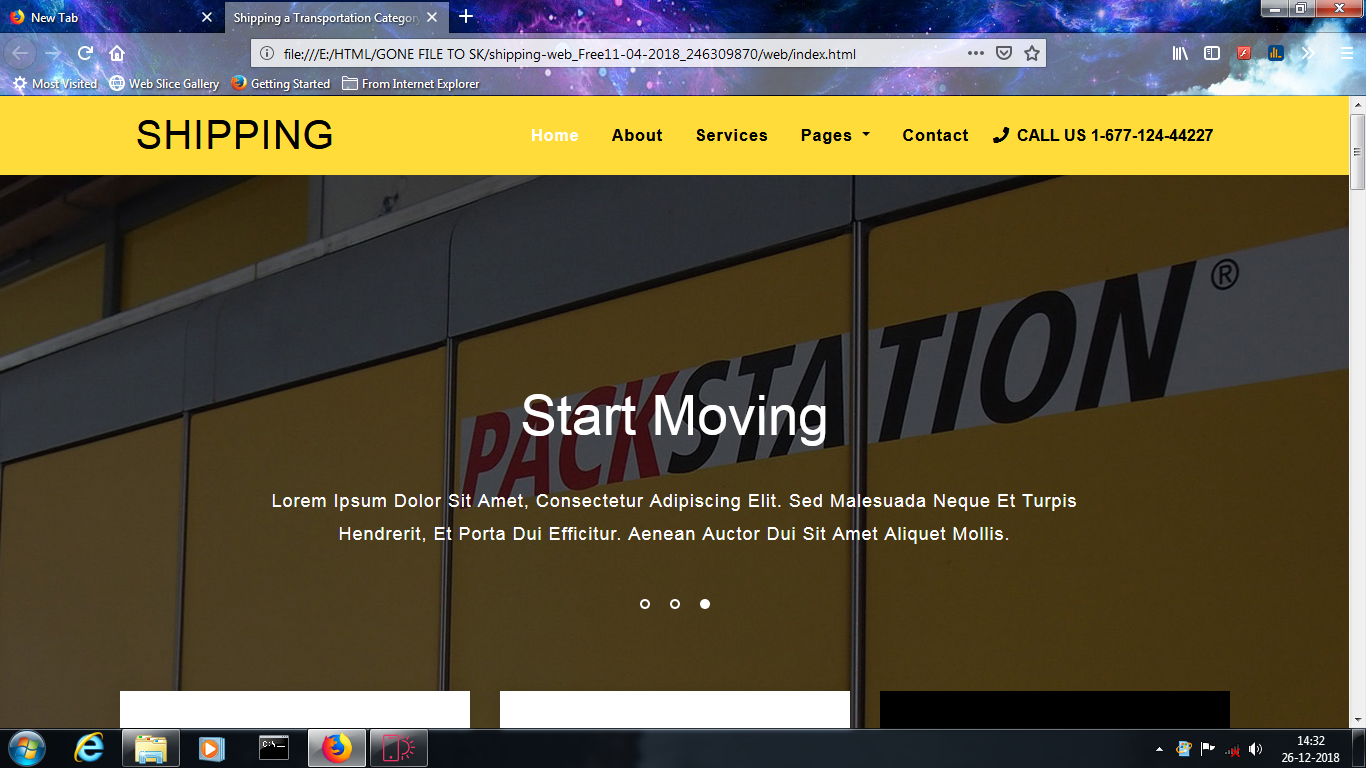 New Tab
Shipping a Transportation Category
file:///E:/HTML/GONE FILE TO SK/shipping-web_Free11-04-2018_246309870/web/index.html
Most Visited Web Slice Gallery Getting Started From Internet Explorer
SHIPPING Home About Services Pages Contact CALL US 1-677-124-44227
PACKSTATION®
Start Moving
Lorem Ipsum Dolor Sit Amet, Consectetur Adipiscing Elit. Sed Malesuada Neque Et Turpis
Hendrerit, Et Porta Dui Efficitur. Aenean Auctor Dui Sit Amet Aliquet Mollis.
C:\_
14:32
26-12-2018